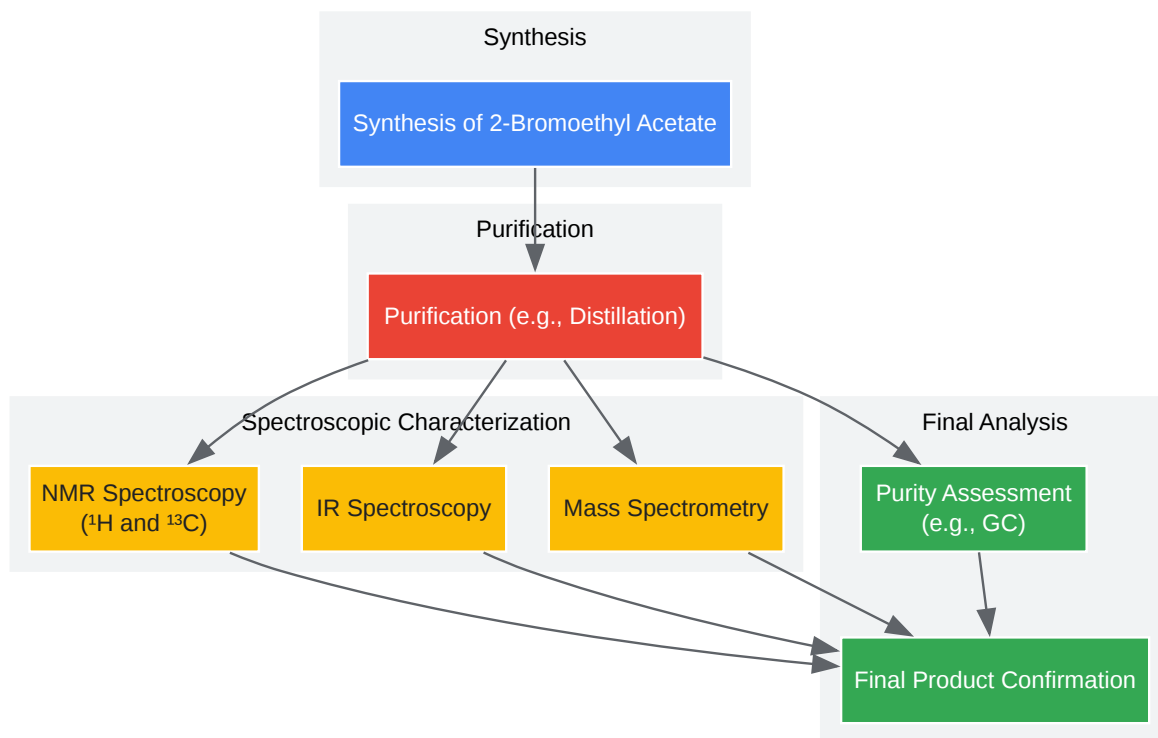 Synthesis
Synthesis of 2-Bromoethyl Acetate
Purification
Purification (e.g., Distillation)
Spectroscopic Characterization
Final Analysis
NMR Spectroscopy
(¹H and ¹³C)
IR Spectroscopy
Mass Spectrometry
Purity Assessment
(e.g., GC)
Final Product Confirmation